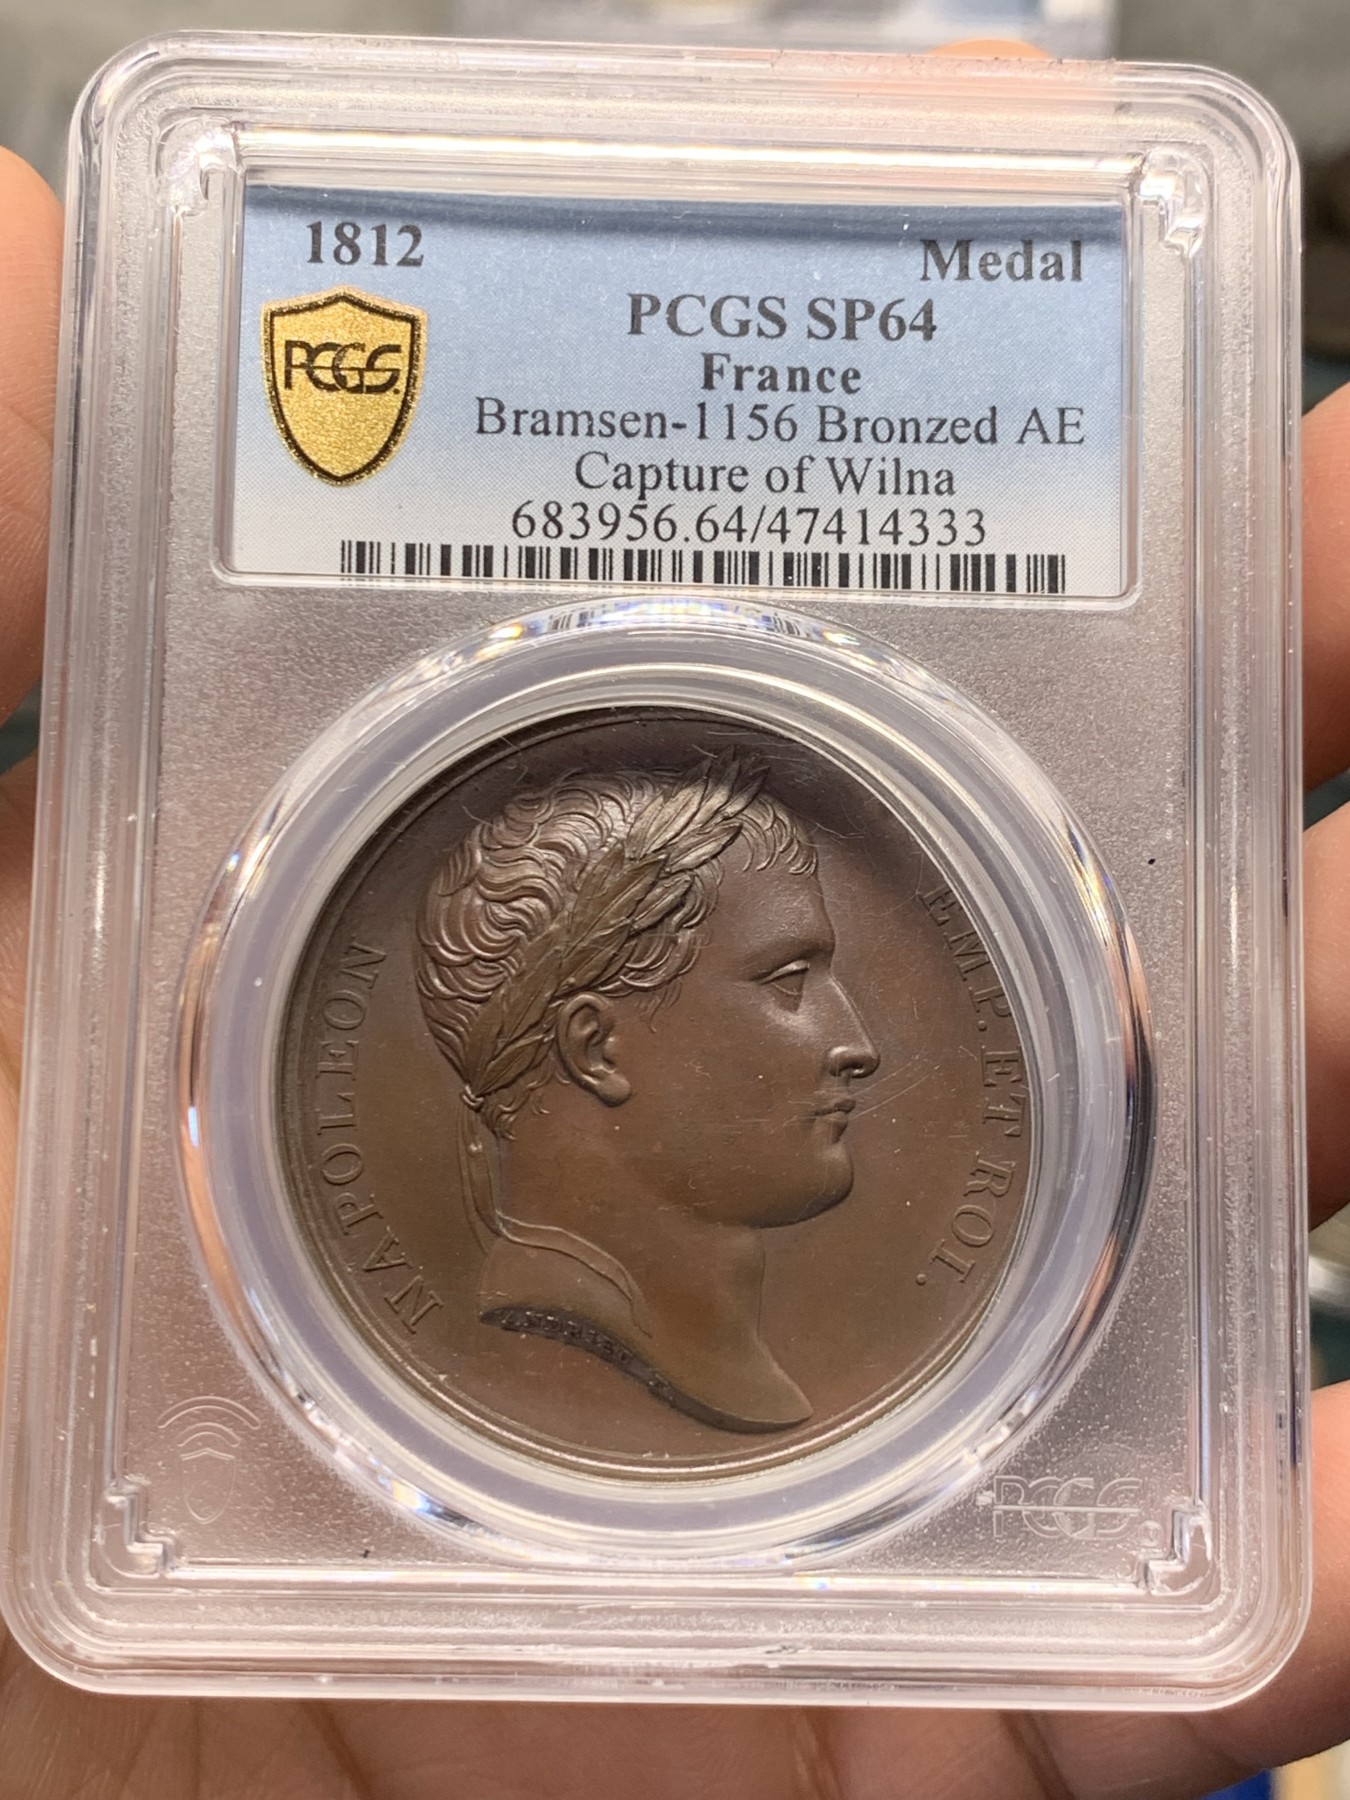 1812 Medal
PCGS SP64
PCGS.
France
Bramsen-1156 Bronzed AE
Capture of Wilna
683956.64/47414333
NAPOLEON EMP. ET ROI.
ANDRIEU
PCGS